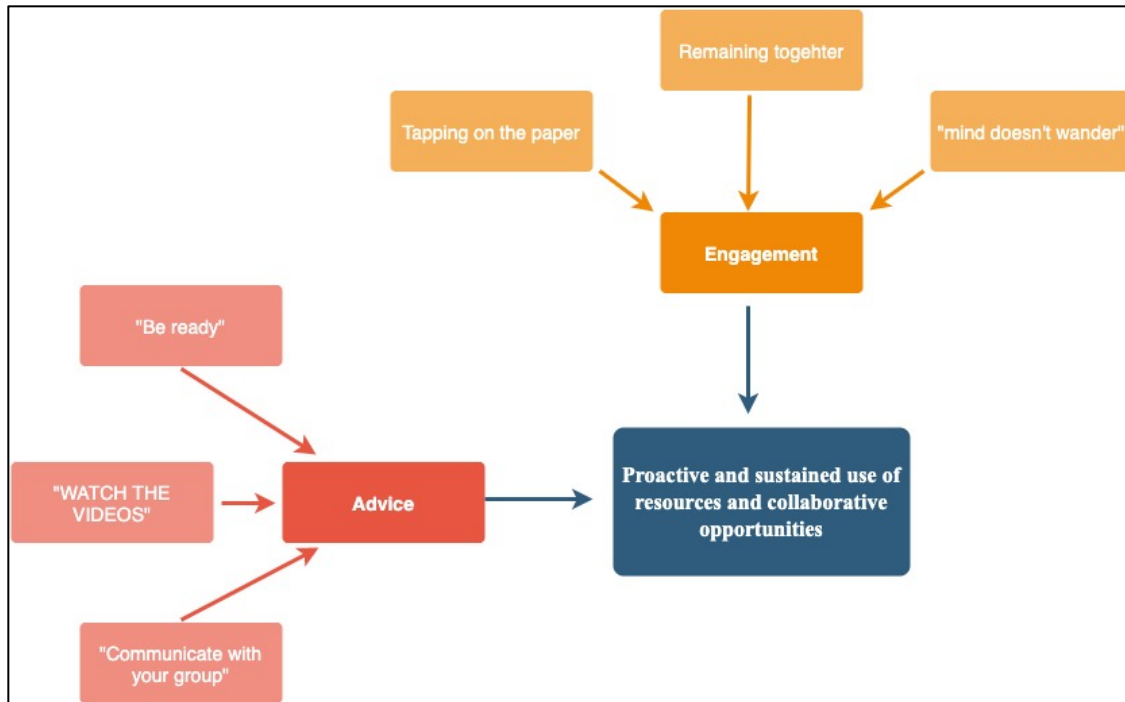 Remaining togehter
Tapping on the paper
"mind doesn't wander"
Engagement
"Be ready"
"WATCH THE
VIDEOS"
Advice
Proactive and sustained use of
resources and collaborative
opportunities
"Communicate with
your group"